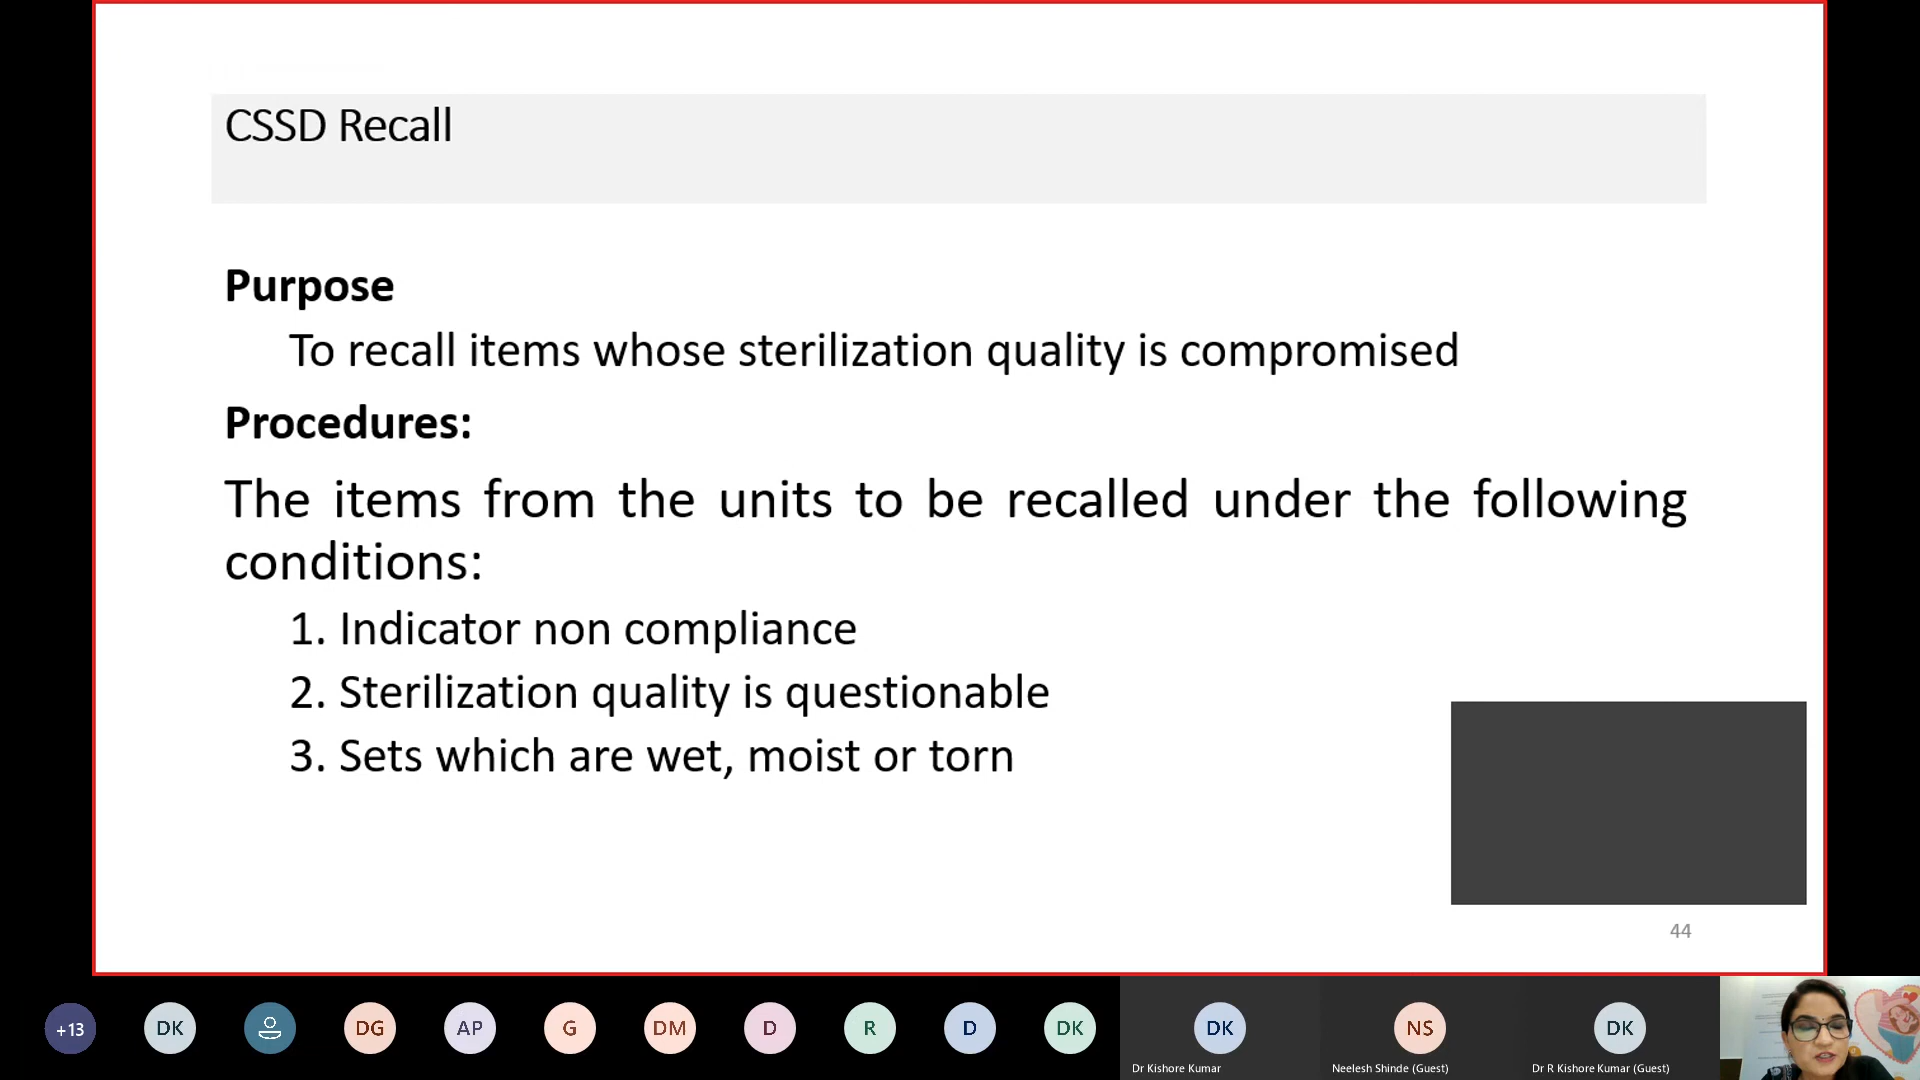 CSSD Recall
Purpose
To recall items whose sterilization quality is compromised
Procedures:
The items from the units to be recalled under the following
conditions:
1. Indicator non compliance
2. Sterilization quality is questionable
3. Sets which are wet, moist or torn
44
+13
DK
DG
AP
G
DM
D
R
D
DK
DK
Dr Kishore Kumar
NS
Neelesh Shinde (Guest)
DK
Dr R Kishore Kumar (Guest)